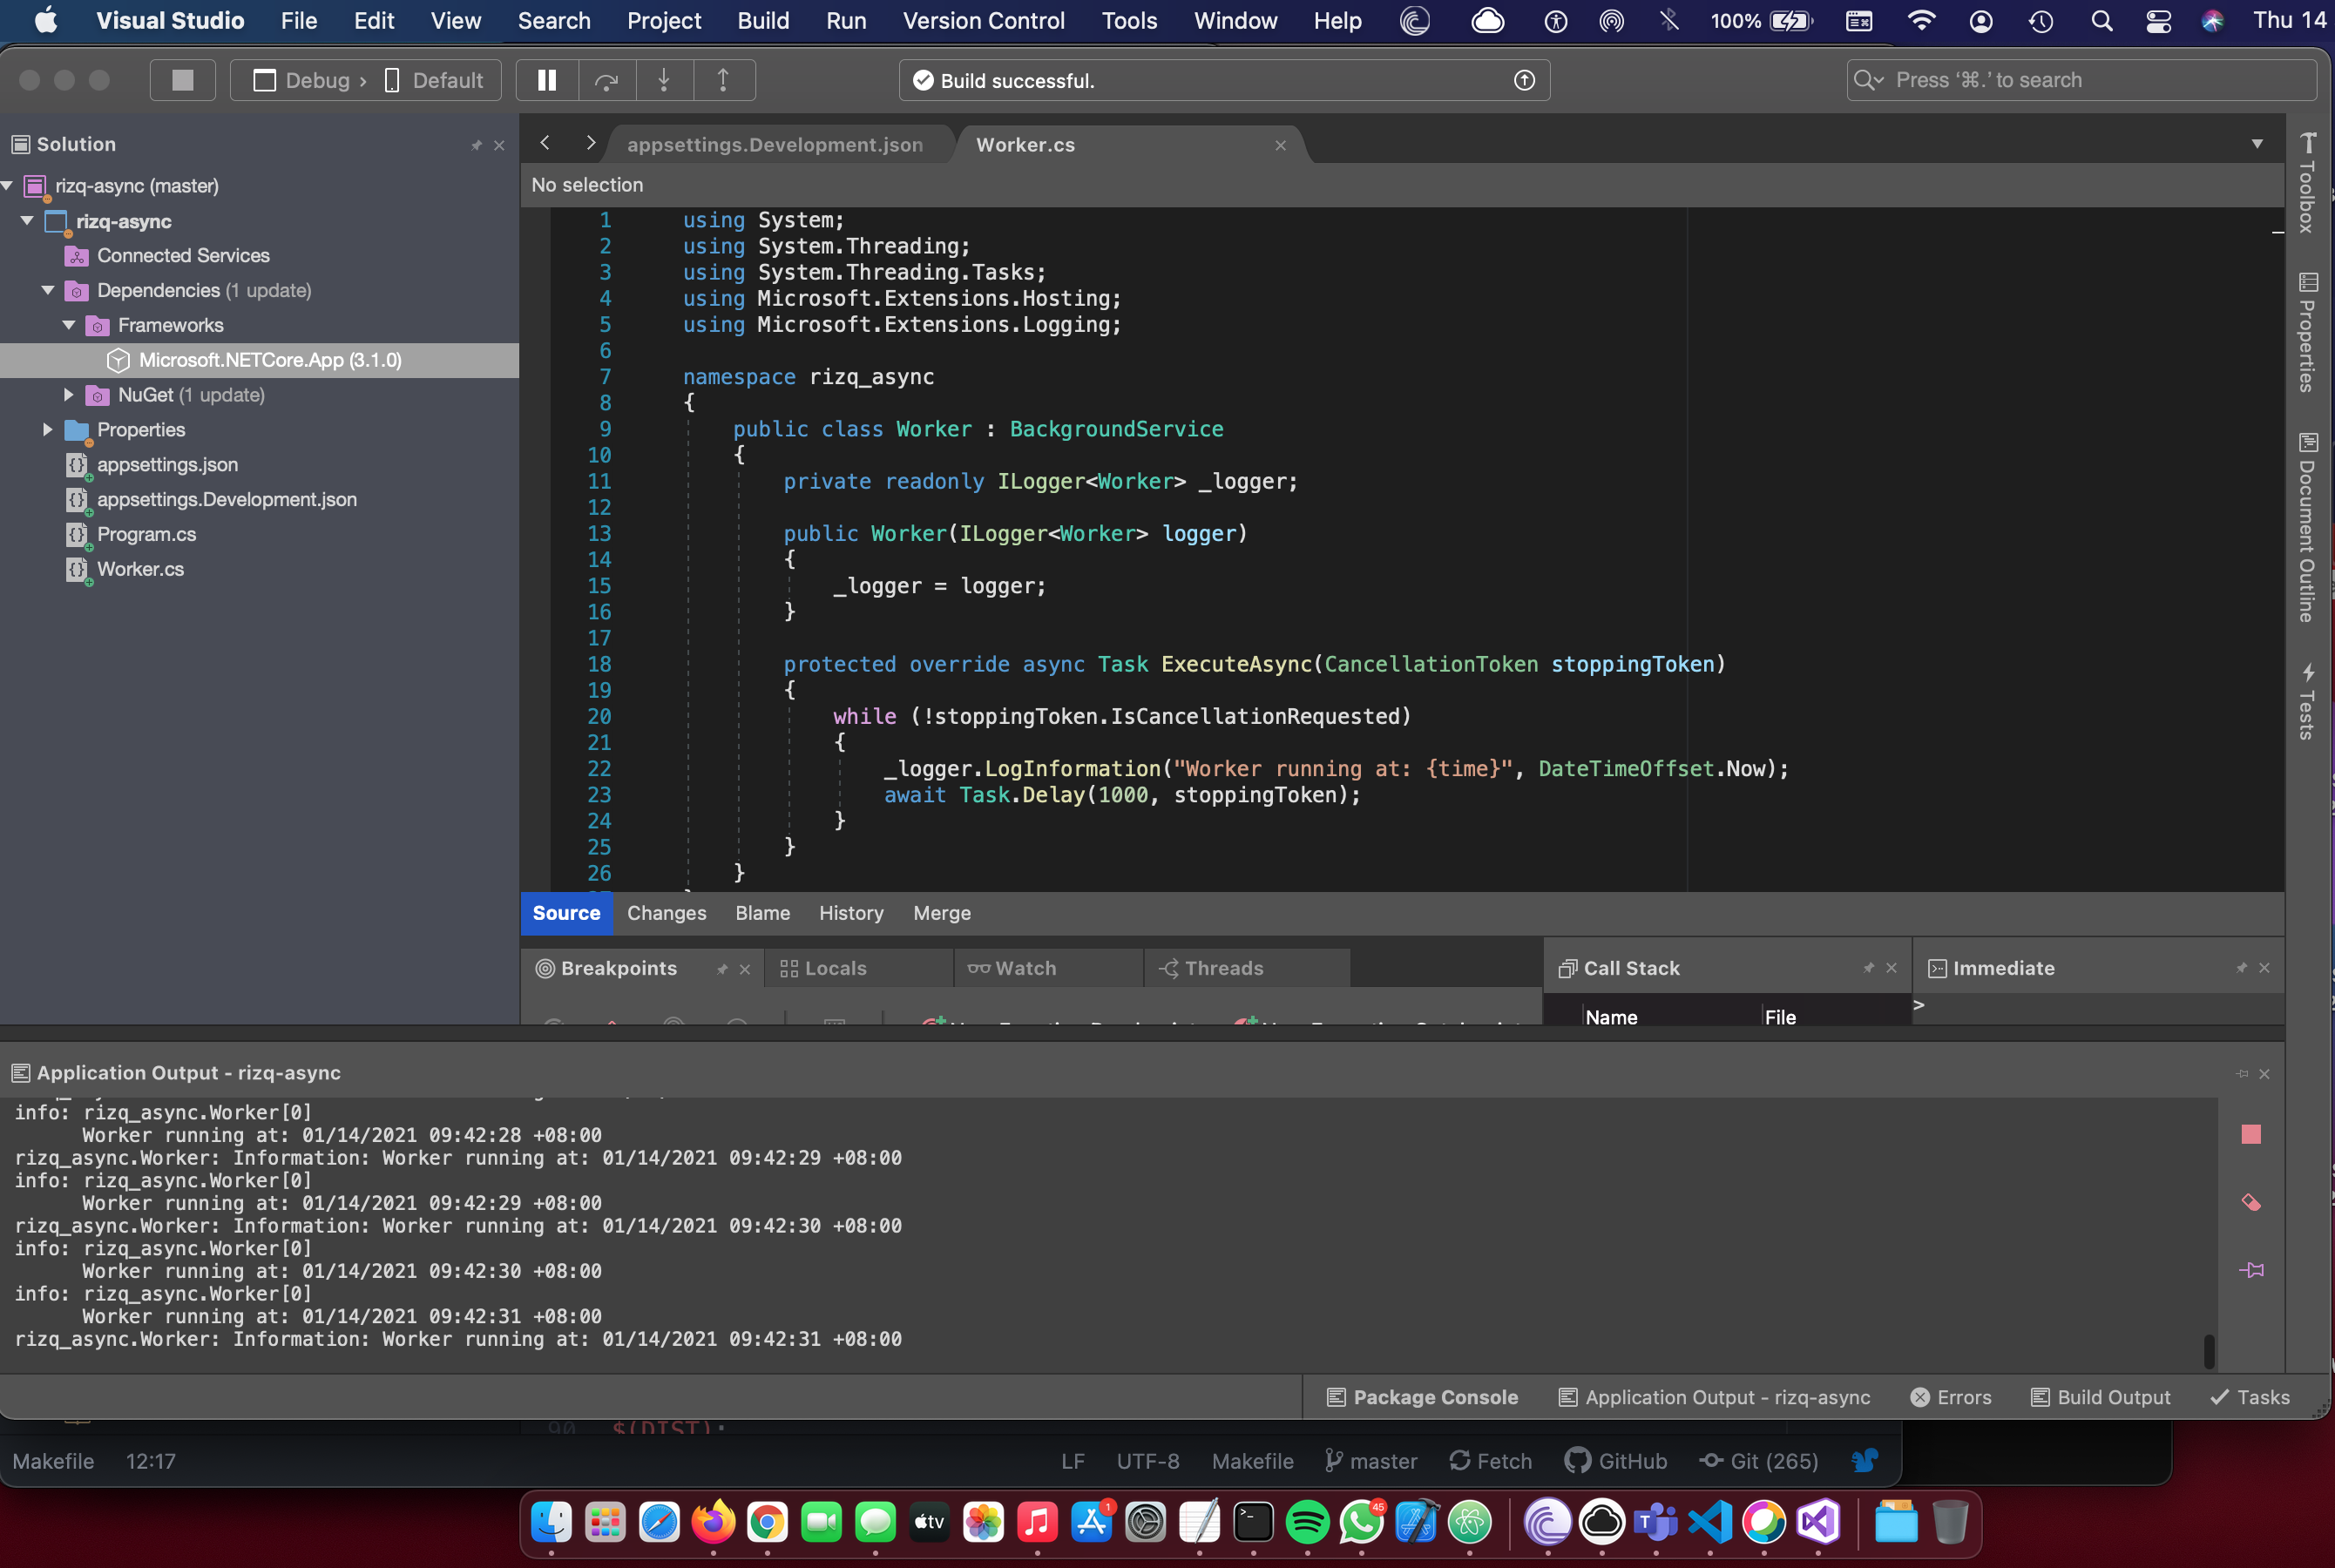 Visual Studio File Edit View Search Project Build Run Version Control Tools Window Help 100% Thu 14
Debug › Default
Build successful.
Press ‘⌘.’ to search
Solution
rizq-async (master)
rizq-async
Connected Services
Dependencies (1 update)
Frameworks
Microsoft.NETCore.App (3.1.0)
NuGet (1 update)
Properties
appsettings.json
appsettings.Development.json
Program.cs
Worker.cs
appsettings.Development.json
Worker.cs
No selection
1 using System;
2 using System.Threading;
3 using System.Threading.Tasks;
4 using Microsoft.Extensions.Hosting;
5 using Microsoft.Extensions.Logging;
6
7 namespace rizq_async
8 {
9 public class Worker : BackgroundService
10 {
11 private readonly ILogger<Worker> _logger;
12
13 public Worker(ILogger<Worker> logger)
14 {
15 _logger = logger;
16 }
17
18 protected override async Task ExecuteAsync(CancellationToken stoppingToken)
19 {
20 while (!stoppingToken.IsCancellationRequested)
21 {
22 _logger.LogInformation("Worker running at: {time}", DateTimeOffset.Now);
23 await Task.Delay(1000, stoppingToken);
24 }
25 }
26 }
Toolbox
Properties
Document Outline
Tests
Source Changes Blame History Merge
Breakpoints
Locals
Watch
Threads
Call Stack
Name File
Immediate
>
Application Output - rizq-async
info: rizq_async.Worker[0]
Worker running at: 01/14/2021 09:42:28 +08:00
rizq_async.Worker: Information: Worker running at: 01/14/2021 09:42:29 +08:00
info: rizq_async.Worker[0]
Worker running at: 01/14/2021 09:42:29 +08:00
rizq_async.Worker: Information: Worker running at: 01/14/2021 09:42:30 +08:00
info: rizq_async.Worker[0]
Worker running at: 01/14/2021 09:42:30 +08:00
info: rizq_async.Worker[0]
Worker running at: 01/14/2021 09:42:31 +08:00
rizq_async.Worker: Information: Worker running at: 01/14/2021 09:42:31 +08:00
Package Console Application Output - rizq-async Errors Build Output Tasks
90 $(DIST):
Makefile 12:17 LF UTF-8 Makefile master Fetch GitHub Git (265)
tv
1
45
T